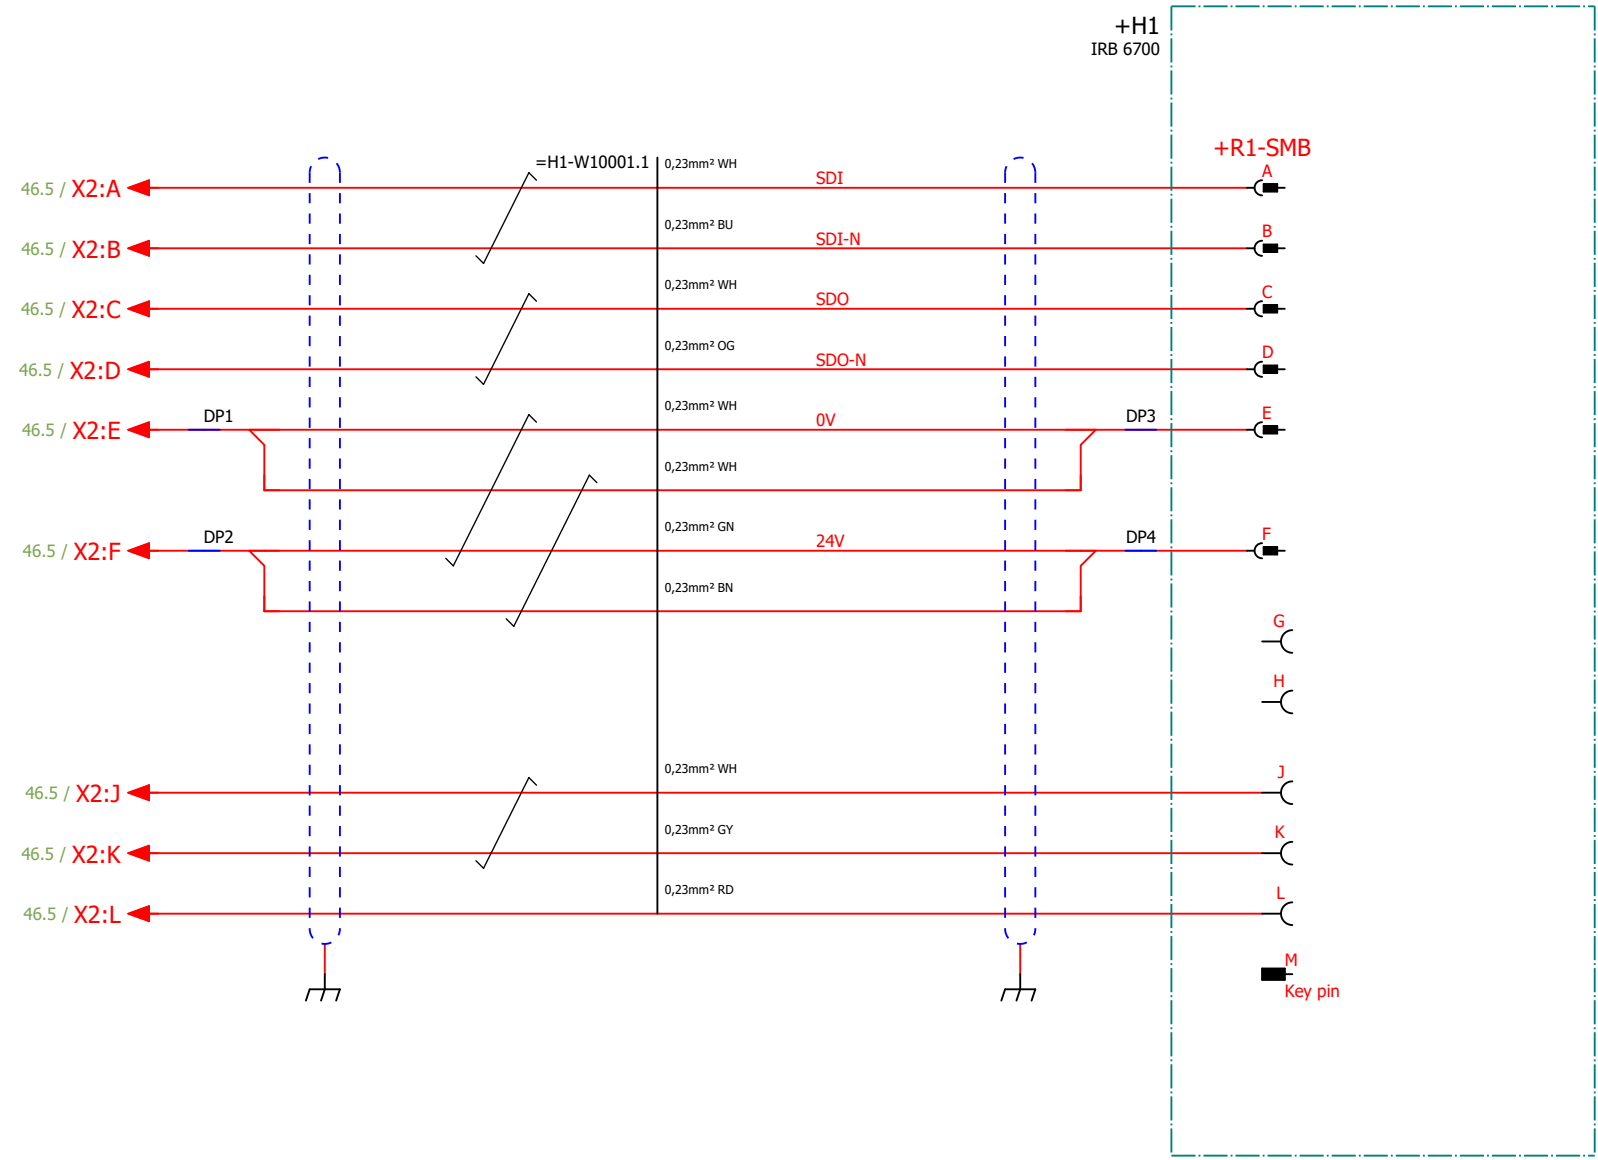 +H1
IRB 6700
+R1-SMB
=H1-W10001.1
0,23mm² WH
A
46.5 / X2:A
SDI
0,23mm² BU
B
46.5 / X2:B
SDI-N
0,23mm² WH
C
46.5 / X2:C
SDO
0,23mm² OG
D
46.5 / X2:D
SDO-N
0,23mm² WH
E
DP1
DP3
46.5 / X2:E
0V
0,23mm² WH
0,23mm² GN
F
DP2
DP4
46.5 / X2:F
24V
0,23mm² BN
G
H
0,23mm² WH
J
46.5 / X2:J
0,23mm² GY
K
46.5 / X2:K
0,23mm² RD
L
46.5 / X2:L
M
Key pin